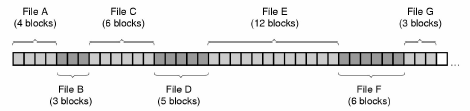 File A
(4 blocks)
File C
(6 blocks)
File E
(12 blocks)
File G
(3 blocks)
File B
(3 blocks)
File D
(5 blocks)
File F
(6 blocks)
...